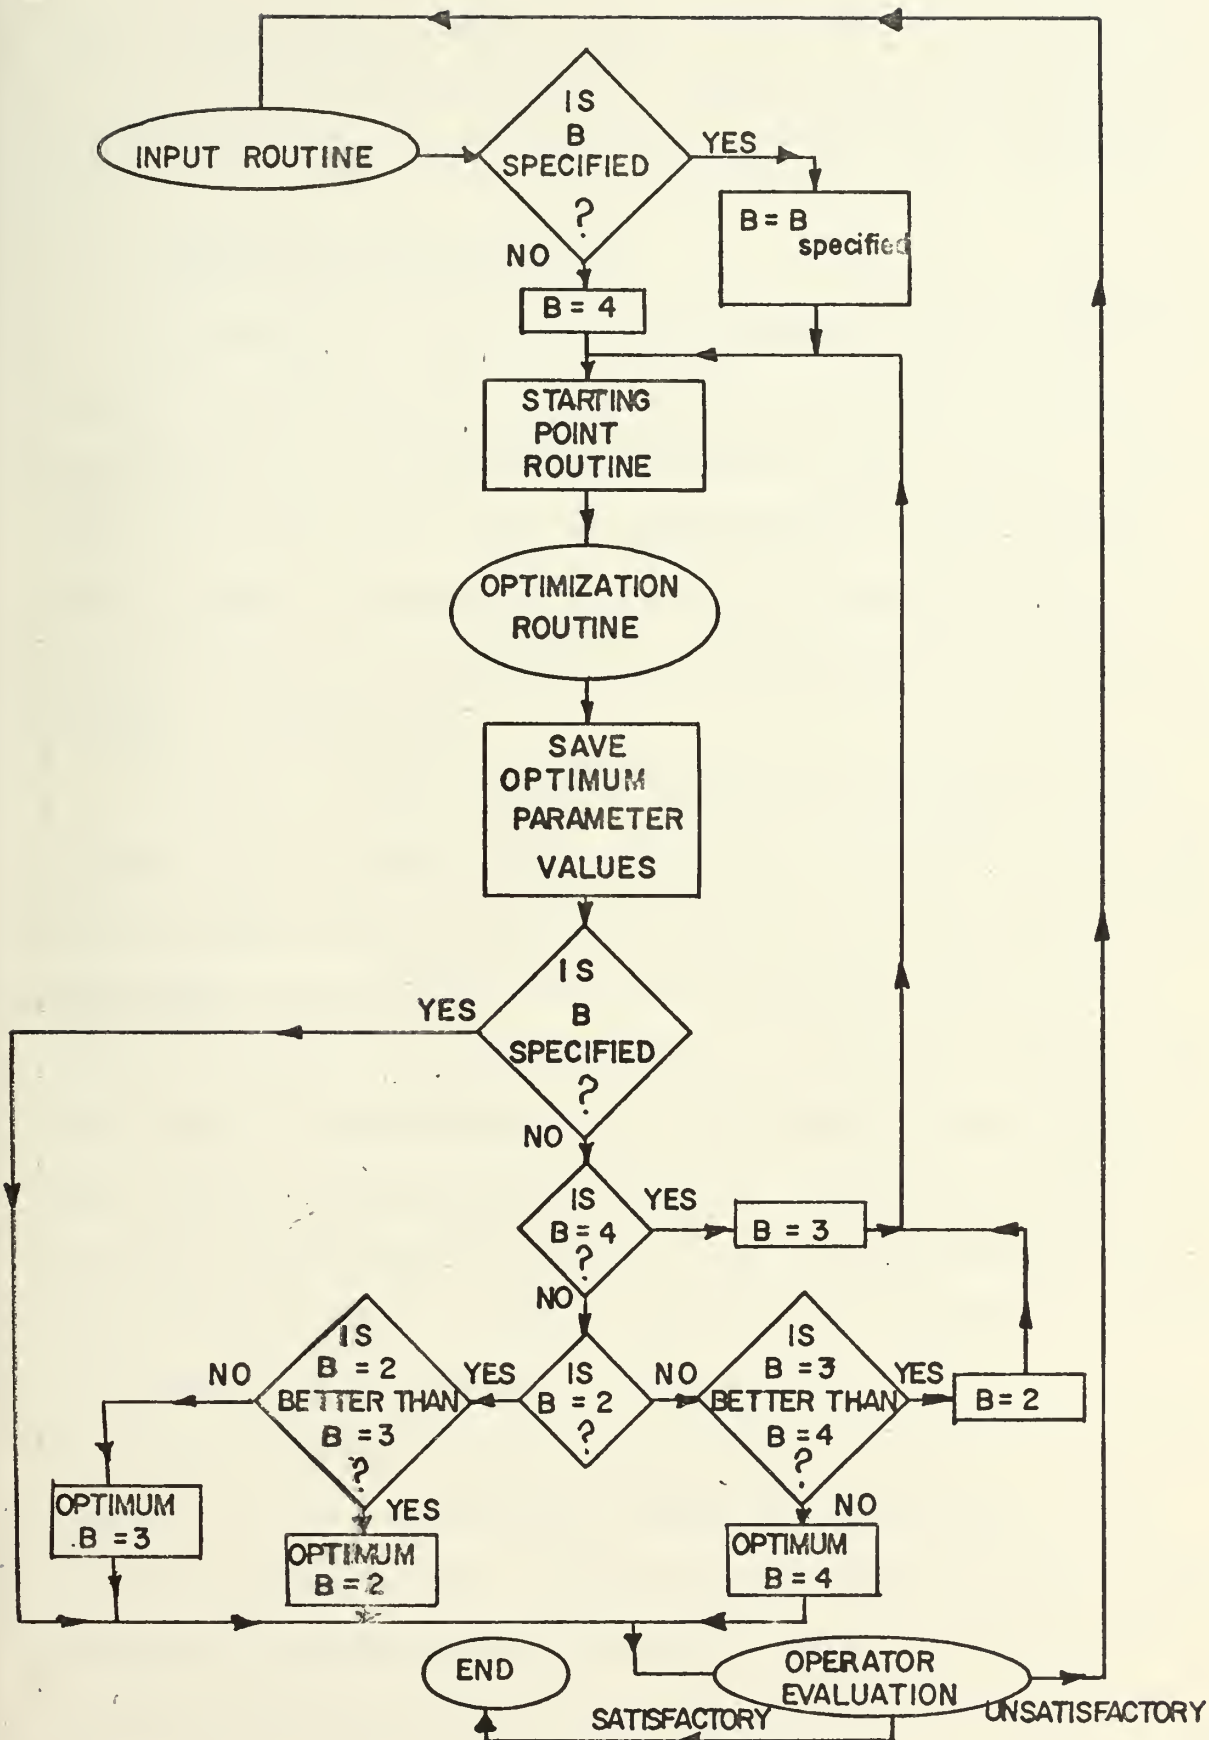 IS
B
SPECIFIED
?
INPUT ROUTINE
YES
B = B
specified
NO
B = 4
STARTING
POINT
ROUTINE
OPTIMIZATION
ROUTINE
SAVE
OPTIMUM
PARAMETER
VALUES
IS
B
SPECIFIED
?
YES
NO
IS
B = 4
?
YES
B = 3
NO
IS
B = 2
BETTER THAN
B = 3
?
NO
YES
IS
B = 2
?
NO
IS
B = 3
BETTER THAN
B = 4
?
YES
B = 2
OPTIMUM
B = 3
YES
OPTIMUM
B = 2
NO
OPTIMUM
B = 4
END
OPERATOR
EVALUATION
SATISFACTORY
UNSATISFACTORY